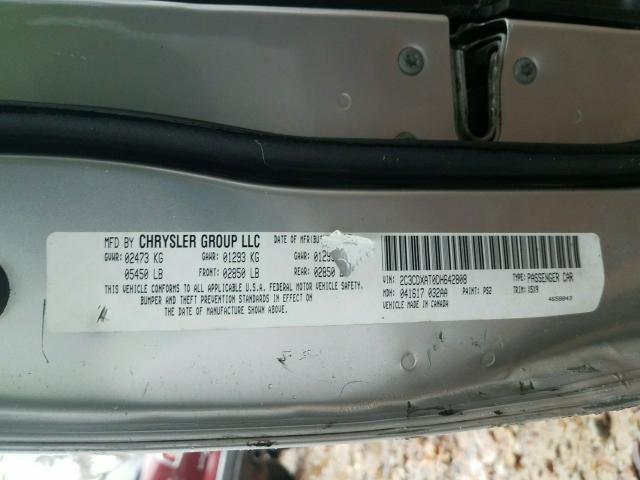 MFD BY CHRYSLER GROUP LLC DATE OF MFR
GVWR: 02473 KG GAWR: 01293 KG GAWR:
05450 LB FRONT: 02850 LB REAR: 02850
THIS VEHICLE CONFORMS TO ALL APPLICABLE U.S.A. FEDERAL MOTOR VEHICLE SAFETY,
BUMPER AND THEFT PREVENTION STANDARDS IN EFFECT ON
THE DATE OF MANUFACTURE SHOWN ABOVE.
VIN: 2C3CDXAT0DH642808 TYPE: PASSENGER CAR
MDH: 041617 032AA PAINT: PS2 TRIM: X5X9
VEHICLE MADE IN CANADA 4658843